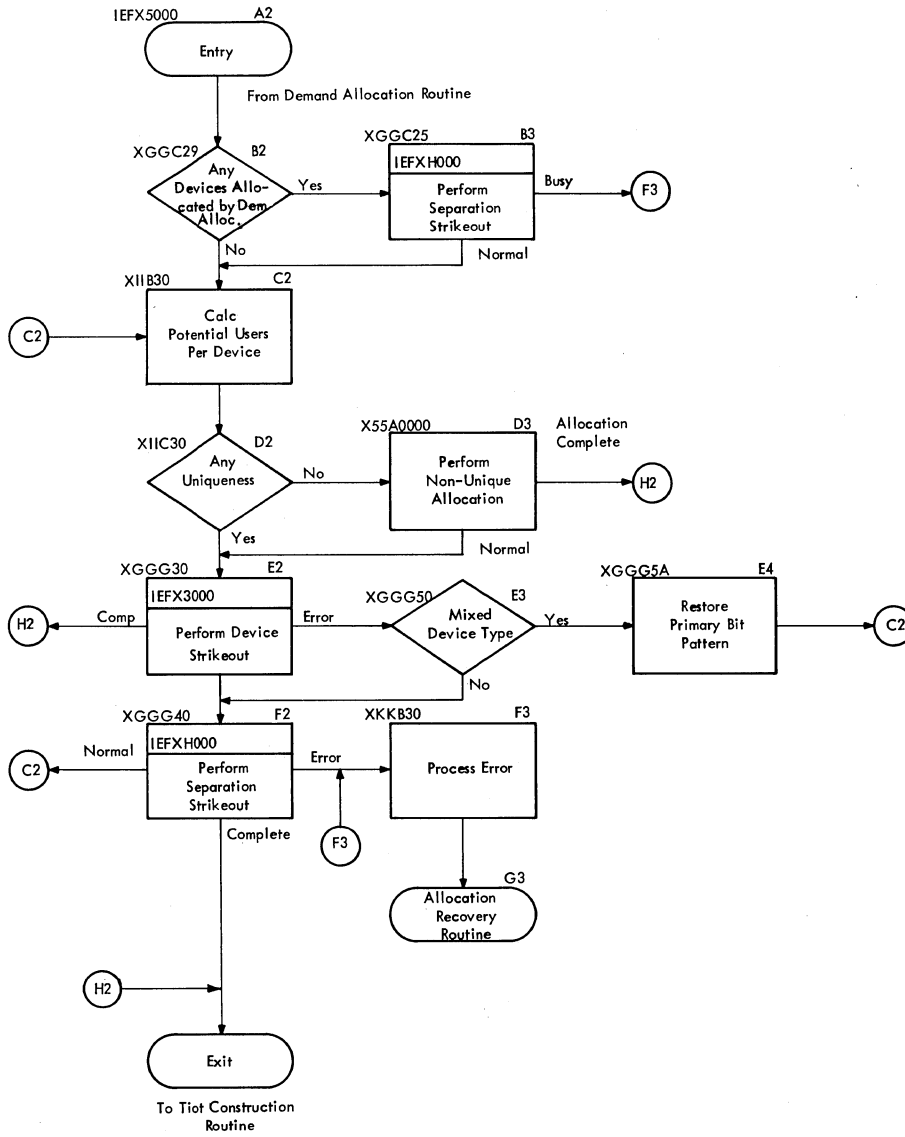 IEFX5000 A2
Entry
From Demand Allocation Routine
XGGC29 B2
Any
Devices Allo-
cated by Dem
Alloc.
Yes
No
XGGC25 B3
IEFXH000
Perform
Separation
Strikeout
Busy
F3
Normal
XIIB30 C2
Calc
Potential Users
Per Device
C2
XIIC30 D2
Any
Uniqueness
No
Yes
X55A0000 D3
Perform
Non-Unique
Allocation
Allocation
Complete
H2
Normal
XGGG30 E2
IEFX3000
Perform Device
Strikeout
Comp
H2
Error
XGGG50 E3
Mixed
Device Type
Yes
No
XGGG5A E4
Restore
Primary Bit
Pattern
C2
XGGG40 F2
IEFXH000
Perform
Separation
Strikeout
Normal
C2
Error
F3
Complete
XKKB30 F3
Process Error
G3
Allocation
Recovery
Routine
H2
Exit
To Tiot Construction
Routine